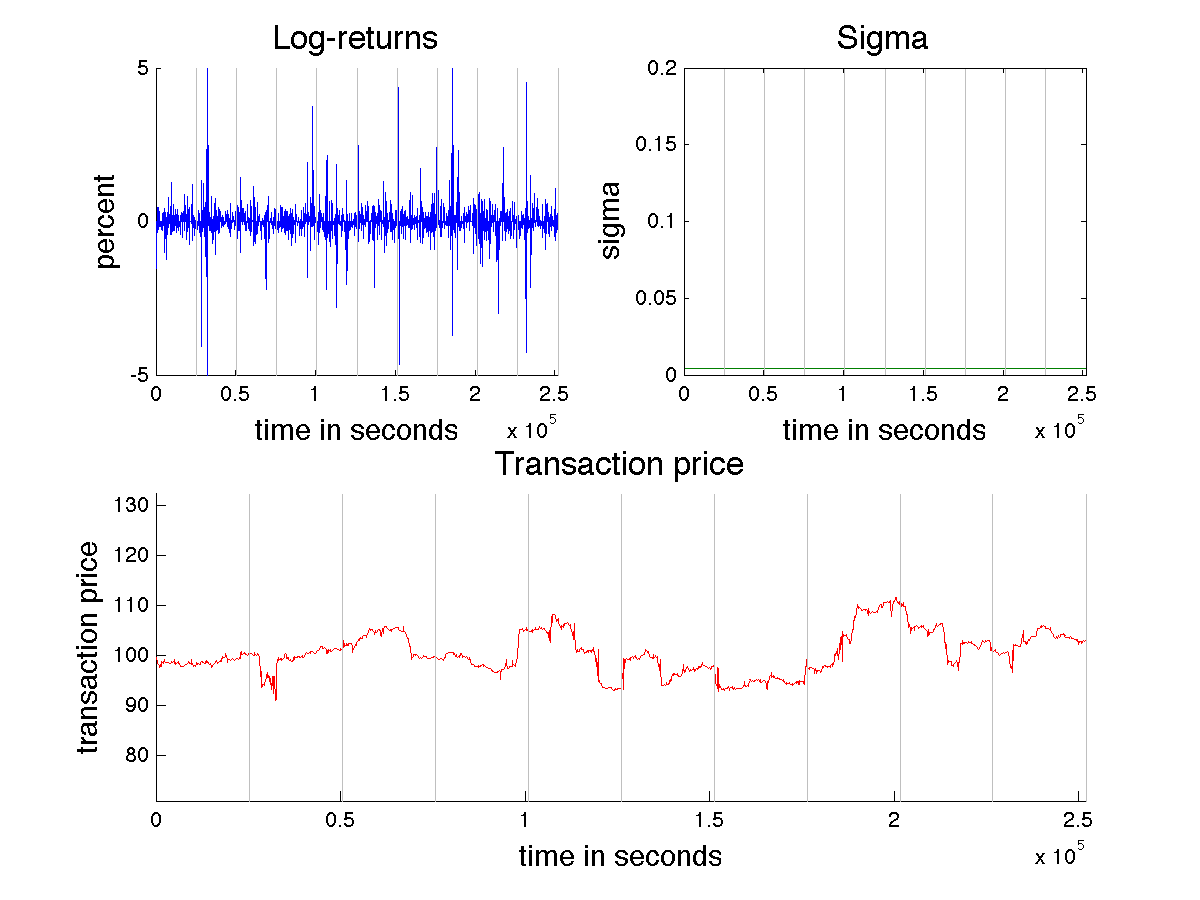 Log-returns
5
0
-5
percent
0 0.5 1 1.5 2 2.5
x 10^5
time in seconds
Sigma
0.2
0.15
0.1
0.05
0
sigma
0 0.5 1 1.5 2 2.5
x 10^5
time in seconds
Transaction price
130
120
110
100
90
80
transaction price
0 0.5 1 1.5 2 2.5
x 10^5
time in seconds